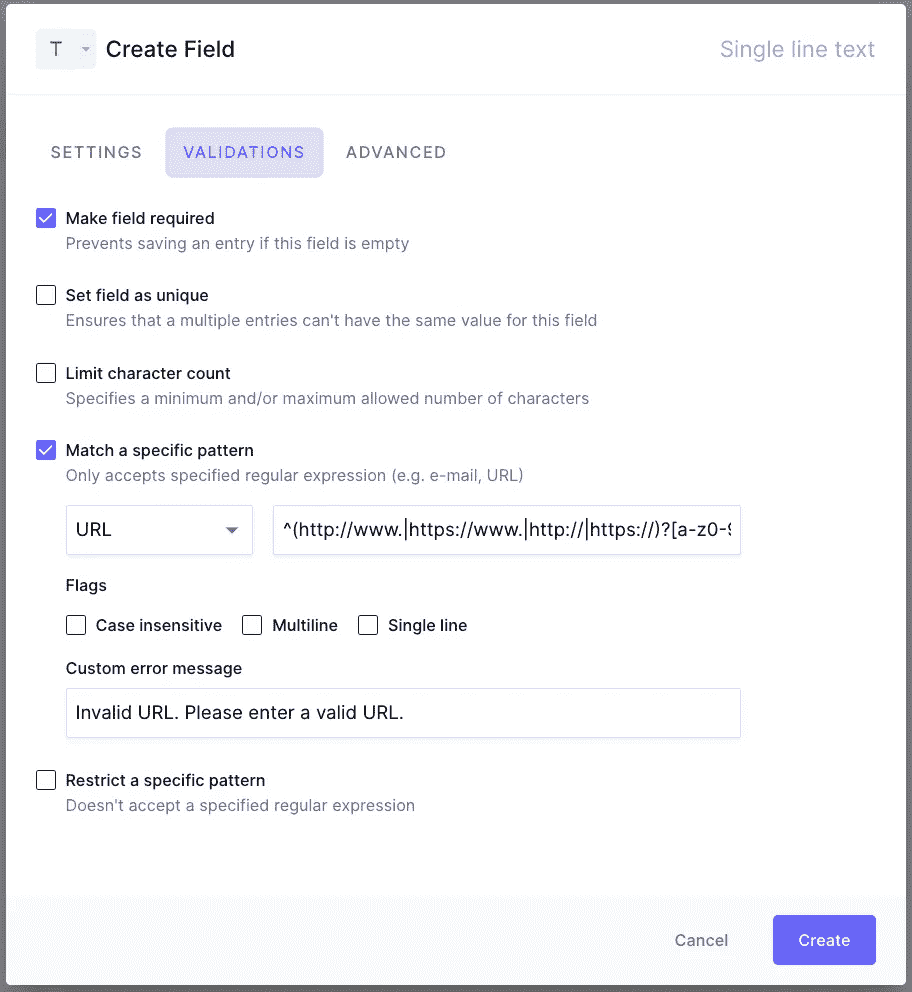 T Create Field Single line text
SETTINGS VALIDATIONS ADVANCED
Make field required
Prevents saving an entry if this field is empty
Set field as unique
Ensures that a multiple entries can't have the same value for this field
Limit character count
Specifies a minimum and/or maximum allowed number of characters
Match a specific pattern
Only accepts specified regular expression (e.g. e-mail, URL)
URL ^(http://www.|https://www.|http://|https://)?[a-z0-9
Flags
Case insensitive Multiline Single line
Custom error message
Invalid URL. Please enter a valid URL.
Restrict a specific pattern
Doesn't accept a specified regular expression
Cancel Create